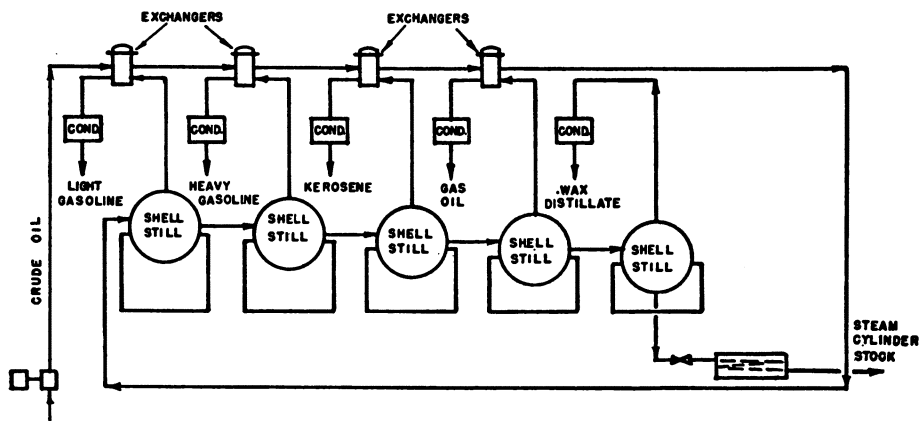 EXCHANGERS
EXCHANGERS
COND.
COND.
COND.
COND.
COND.
LIGHT
GASOLINE
HEAVY
GASOLINE
KEROSENE
GAS
OIL
.WAX
DISTILLATE
SHELL
STILL
SHELL
STILL
SHELL
STILL
SHELL
STILL
SHELL
STILL
CRUDE OIL
STEAM
CYLINDER
STOCK